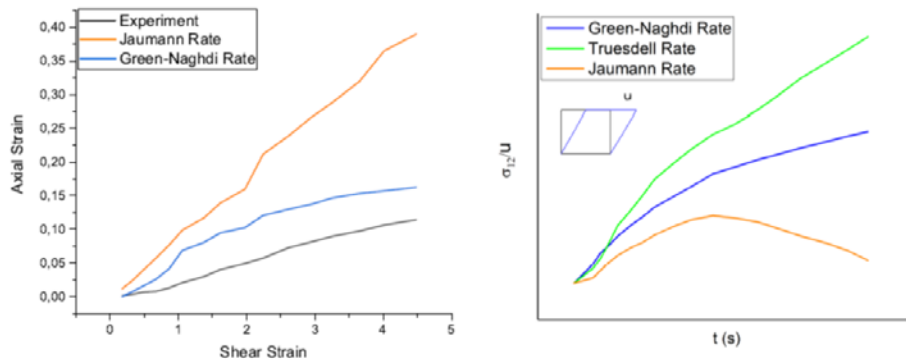 Experiment
Jaumann Rate
Green-Naghdi Rate
0,40
0,35
0,30
0,25
0,20
0,15
0,10
0,05
0,00
Axial Strain
0 1 2 3 4 5
Shear Strain
Green-Naghdi Rate
Truesdell Rate
Jaumann Rate
u
σ12/u
t (s)